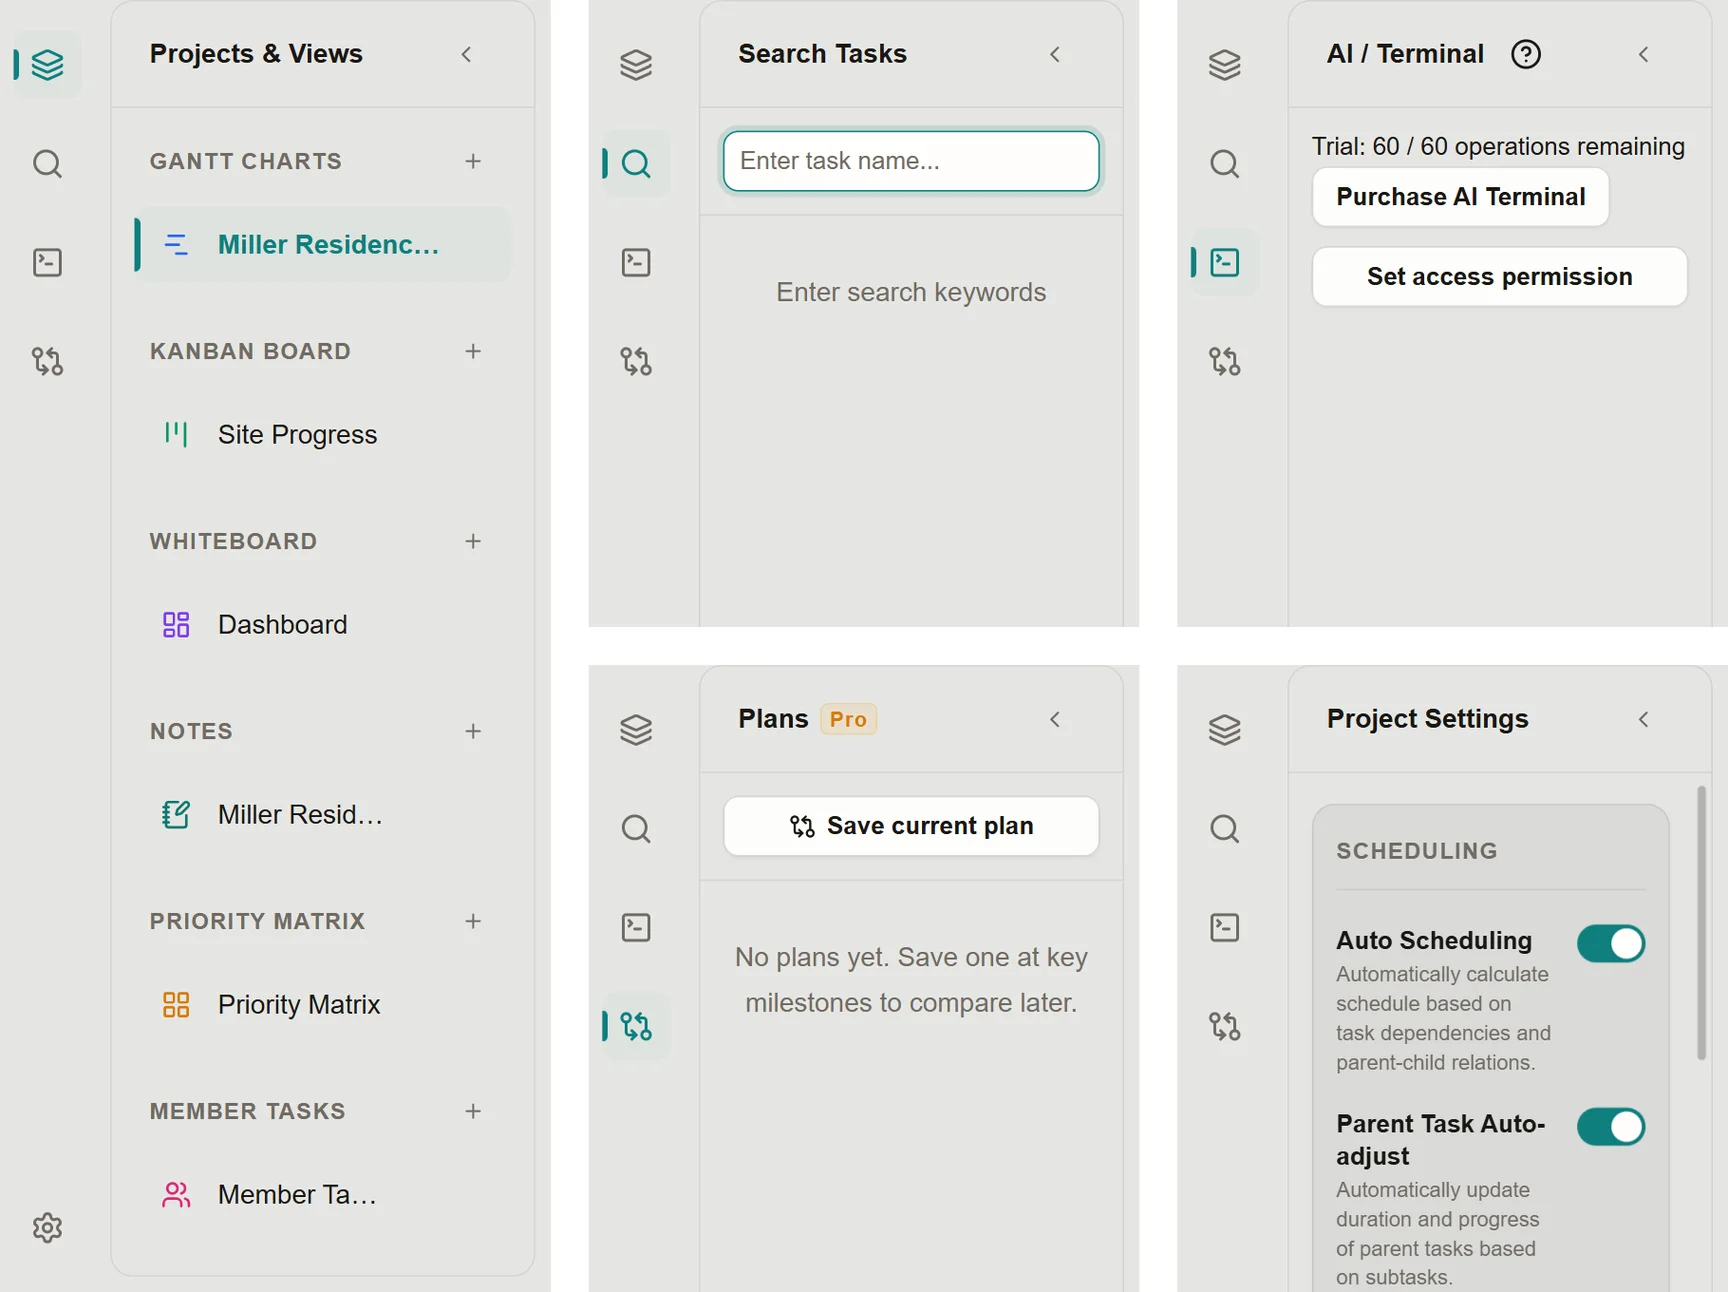 Projects & Views
GANTT CHARTS
Miller Residenc...
KANBAN BOARD
Site Progress
WHITEBOARD
Dashboard
NOTES
Miller Resid...
PRIORITY MATRIX
Priority Matrix
MEMBER TASKS
Member Ta...
Search Tasks
Enter task name...
Enter search keywords
AI / Terminal
Trial: 60 / 60 operations remaining
Purchase AI Terminal
Set access permission
Plans Pro
Save current plan
No plans yet. Save one at key
milestones to compare later.
Project Settings
SCHEDULING
Auto Scheduling
Automatically calculate
schedule based on
task dependencies and
parent-child relations.
Parent Task Auto-
adjust
Automatically update
duration and progress
of parent tasks based
on subtasks.